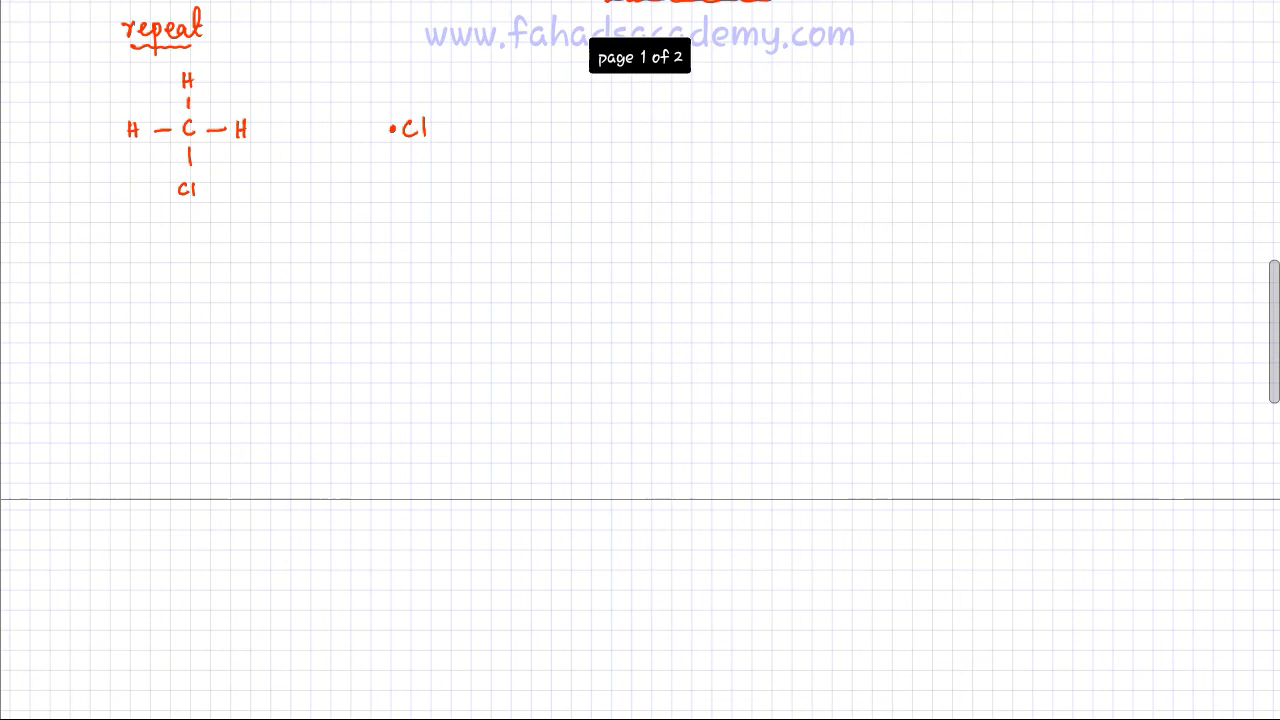 repeat
www.fahadsacademy.com
page 1 of 2
H
H – C – H
•Cl
Cl